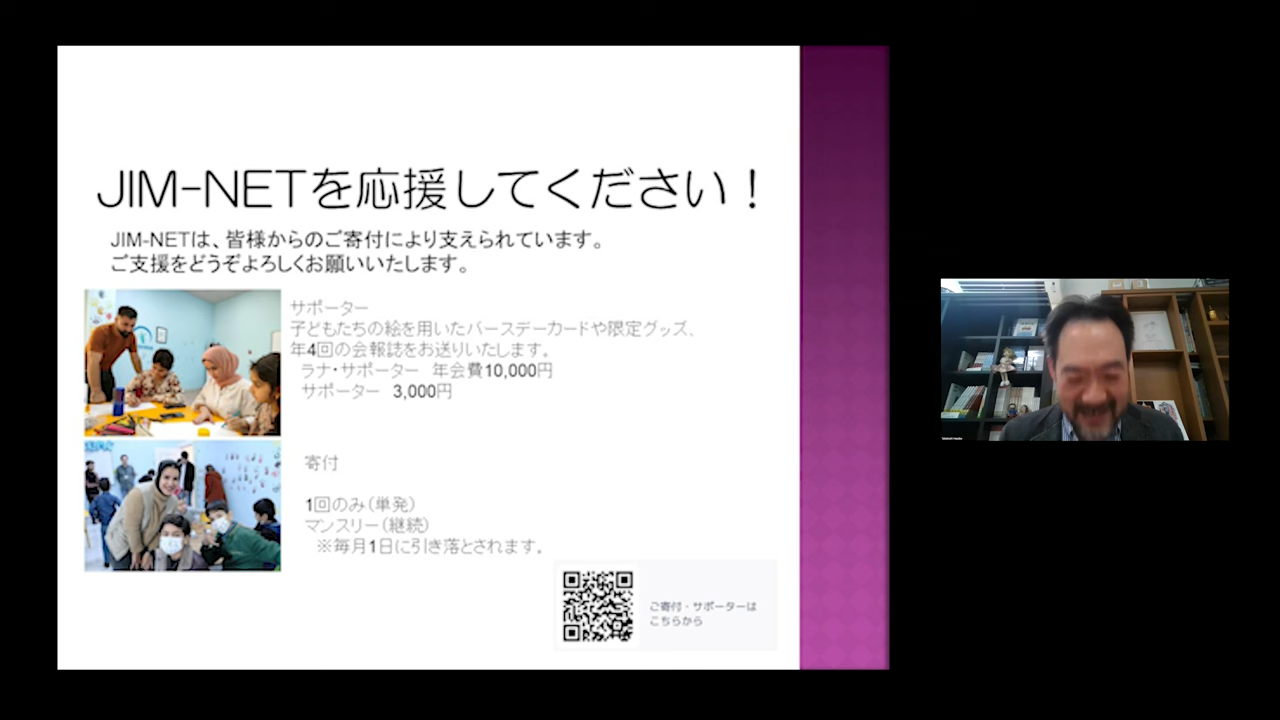 JIM-NETを応援してください！
JIM-NETは、皆様からのご寄付により支えられています。
ご支援をどうぞよろしくお願いいたします。
サポーター
子どもたちの絵を用いたバースデーカードや限定グッズ、
年4回の会報誌をお送りいたします。
ラナ・サポーター　年会費10,000円
サポーター　3,000円
寄付
1回のみ（単発）
マンスリー（継続）
※毎月1日に引き落とされます。
ご寄付・サポーターは
こちらから